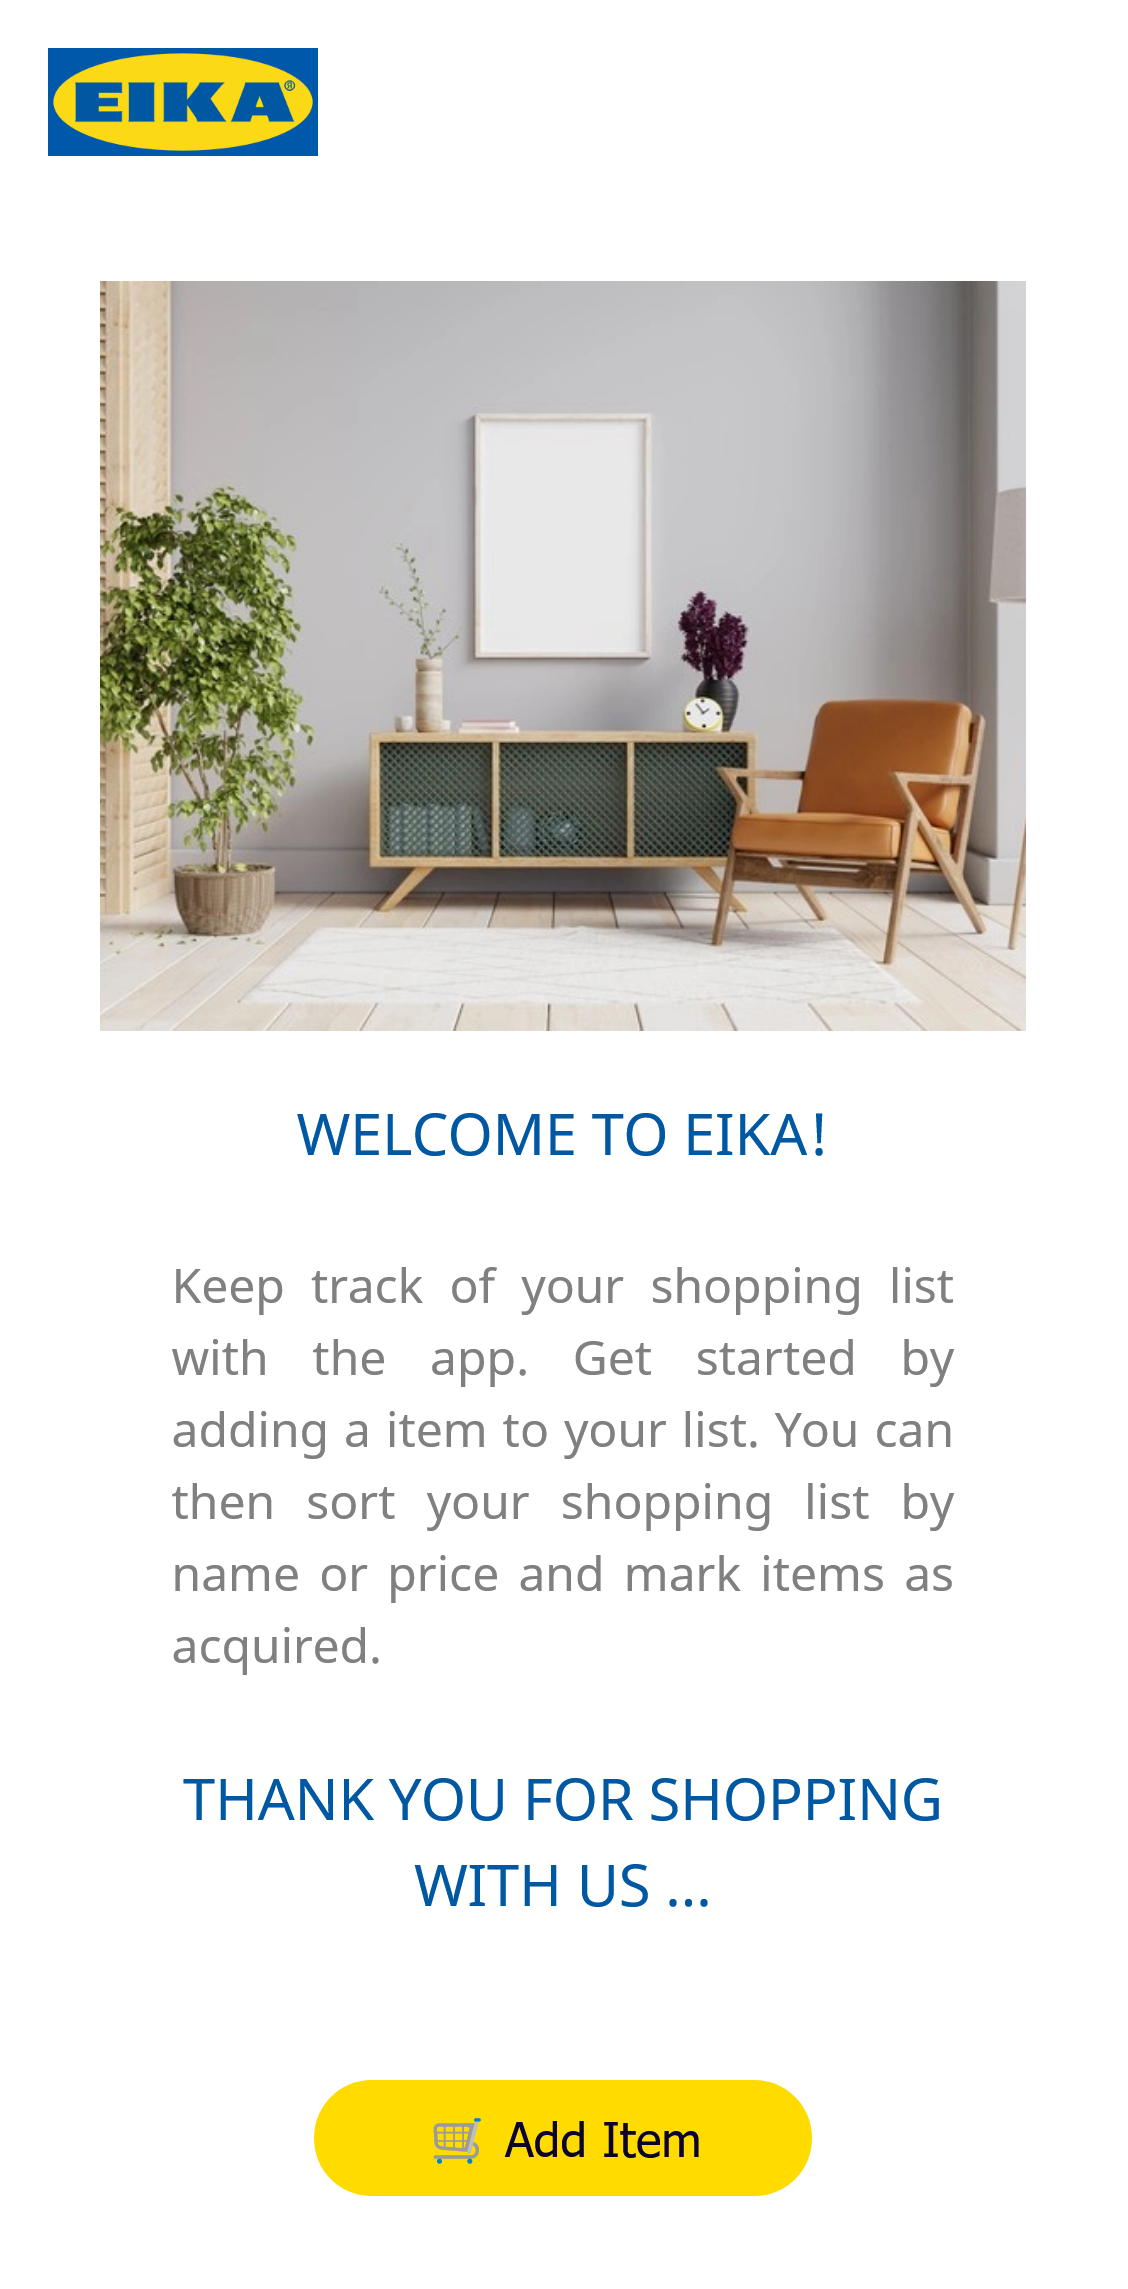 EIKA®
WELCOME TO EIKA!
Keep track of your shopping list
with the app. Get started by
adding a item to your list. You can
then sort your shopping list by
name or price and mark items as
acquired.
THANK YOU FOR SHOPPING
WITH US ...
Add Item